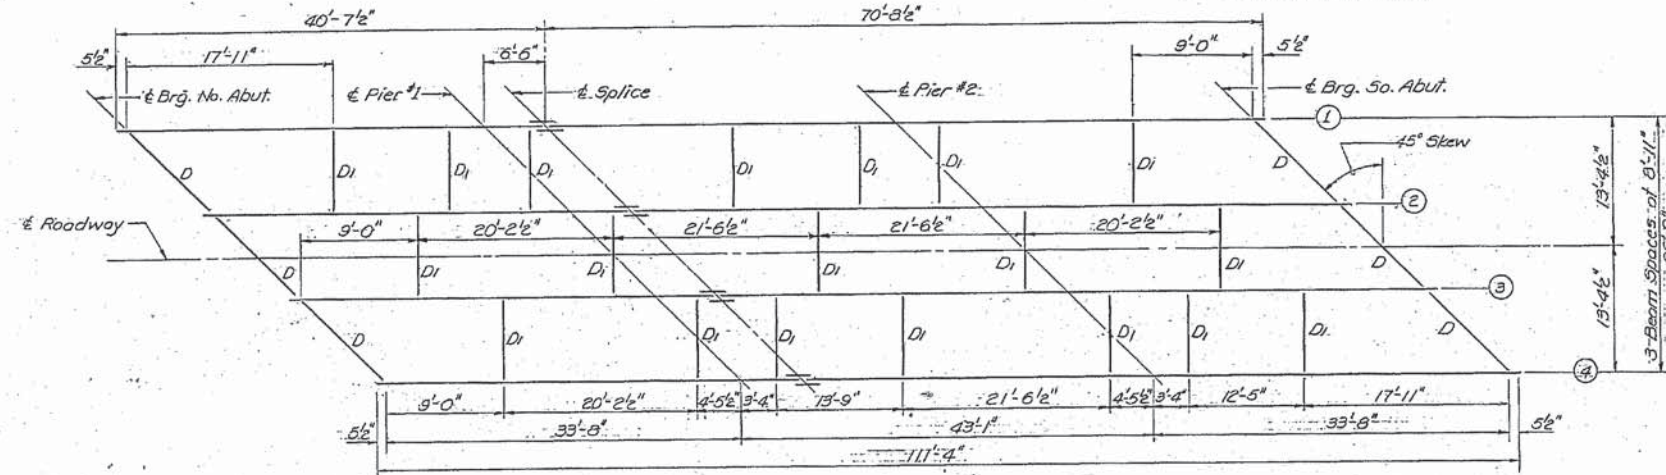 40'-7½" 70'-8½"
5½" 17'-11" 6'-6" 9'-0" 5½"
₵ Brg. No. Abut. ₵ Pier #1 ₵ Splice ₵ Pier #2 ₵ Brg. So. Abut.
1
45° Skew
D D1 D1 D1 D1 D1 D1 D1 D
13'-4½"
3-Beam Spaces at 8'-11"
2
₵ Roadway
9'-0" 20'-2½" 21'-6½" 21'-6½" 20'-2½"
D D1 D1 D1 D1 D1 D
3
13'-4½"
D D1 D1 D1 D1 D1 D1 D1 D
4
9'-0" 20'-2½" 4'-5½" 3'-4" 13'-9" 21'-6½" 4'-5½" 3'-4" 12'-5" 17'-11"
5½" 33'-8" 43'-1" 33'-8" 5½"
111'-4"